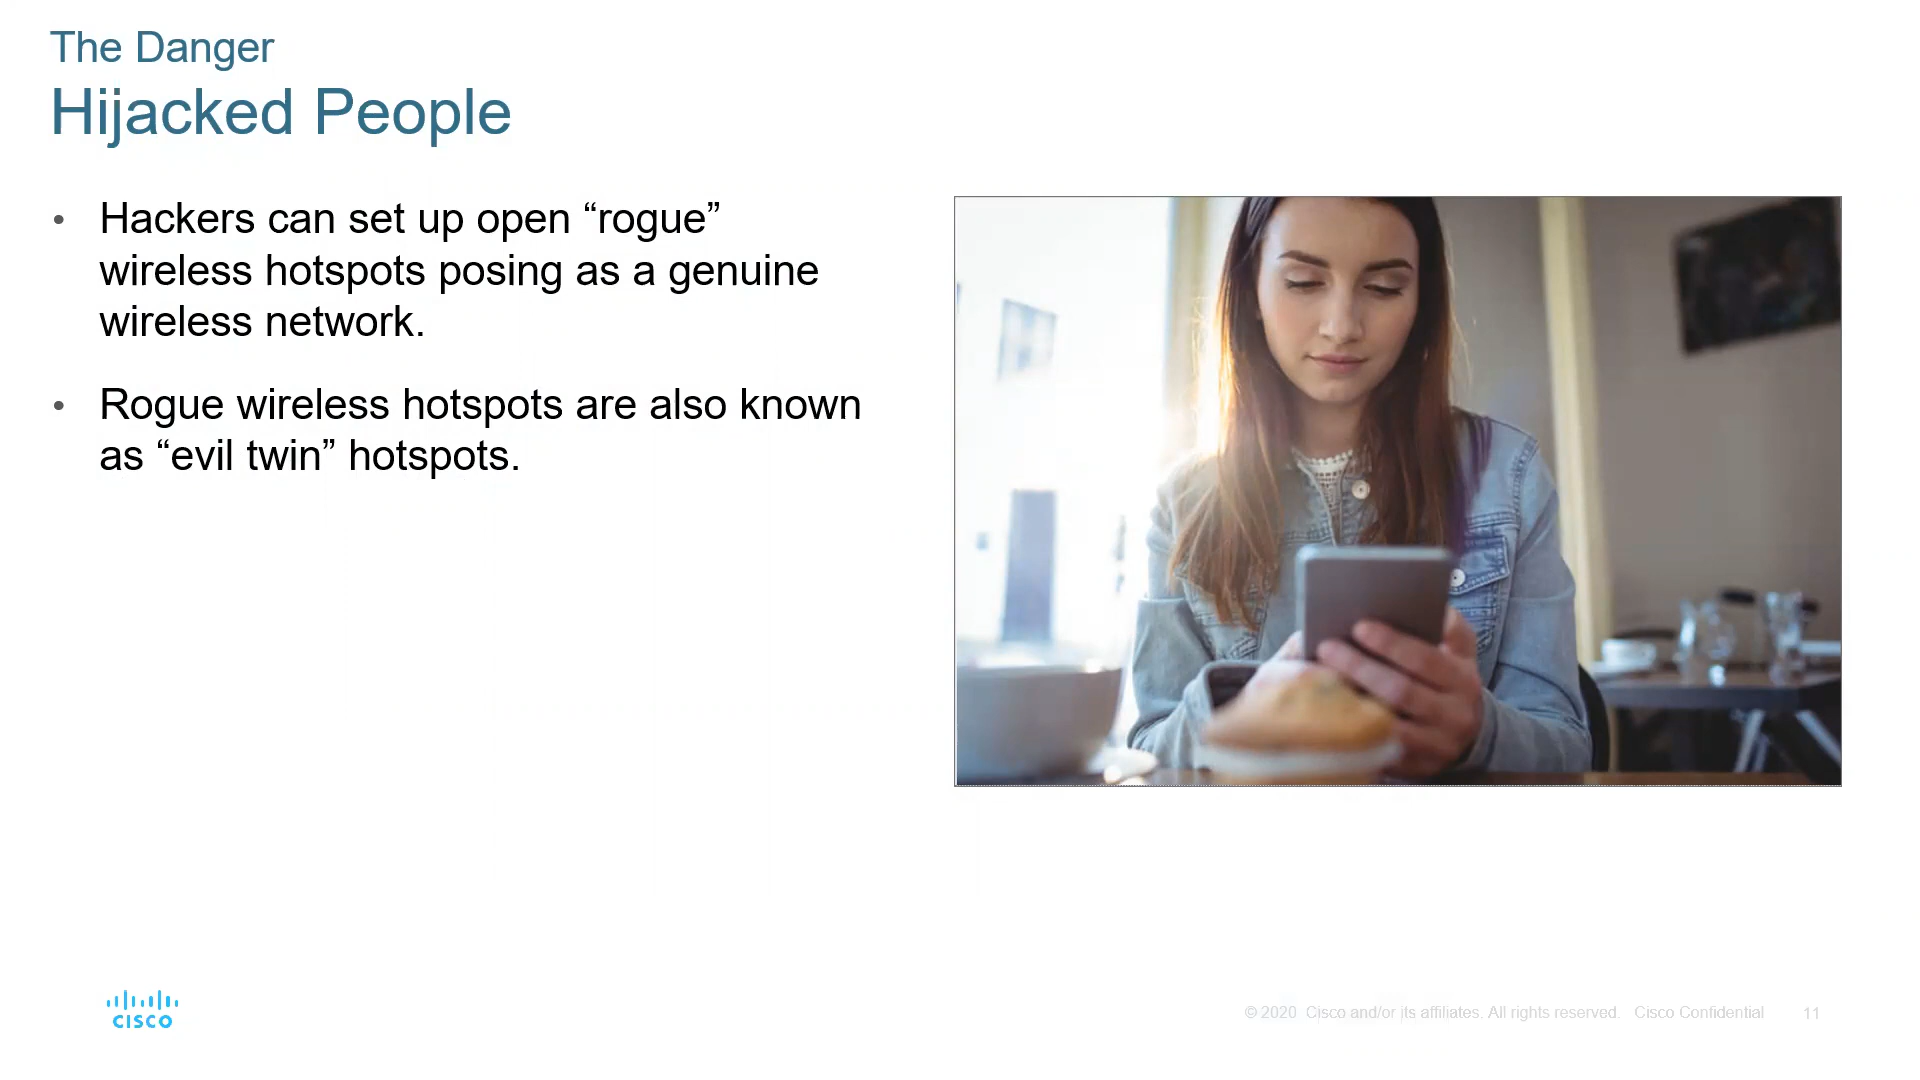 The Danger
Hijacked People
• Hackers can set up open “rogue”
wireless hotspots posing as a genuine
wireless network.
• Rogue wireless hotspots are also known
as “evil twin” hotspots.
CISCO
© 2020 Cisco and/or its affiliates. All rights reserved. Cisco Confidential 11